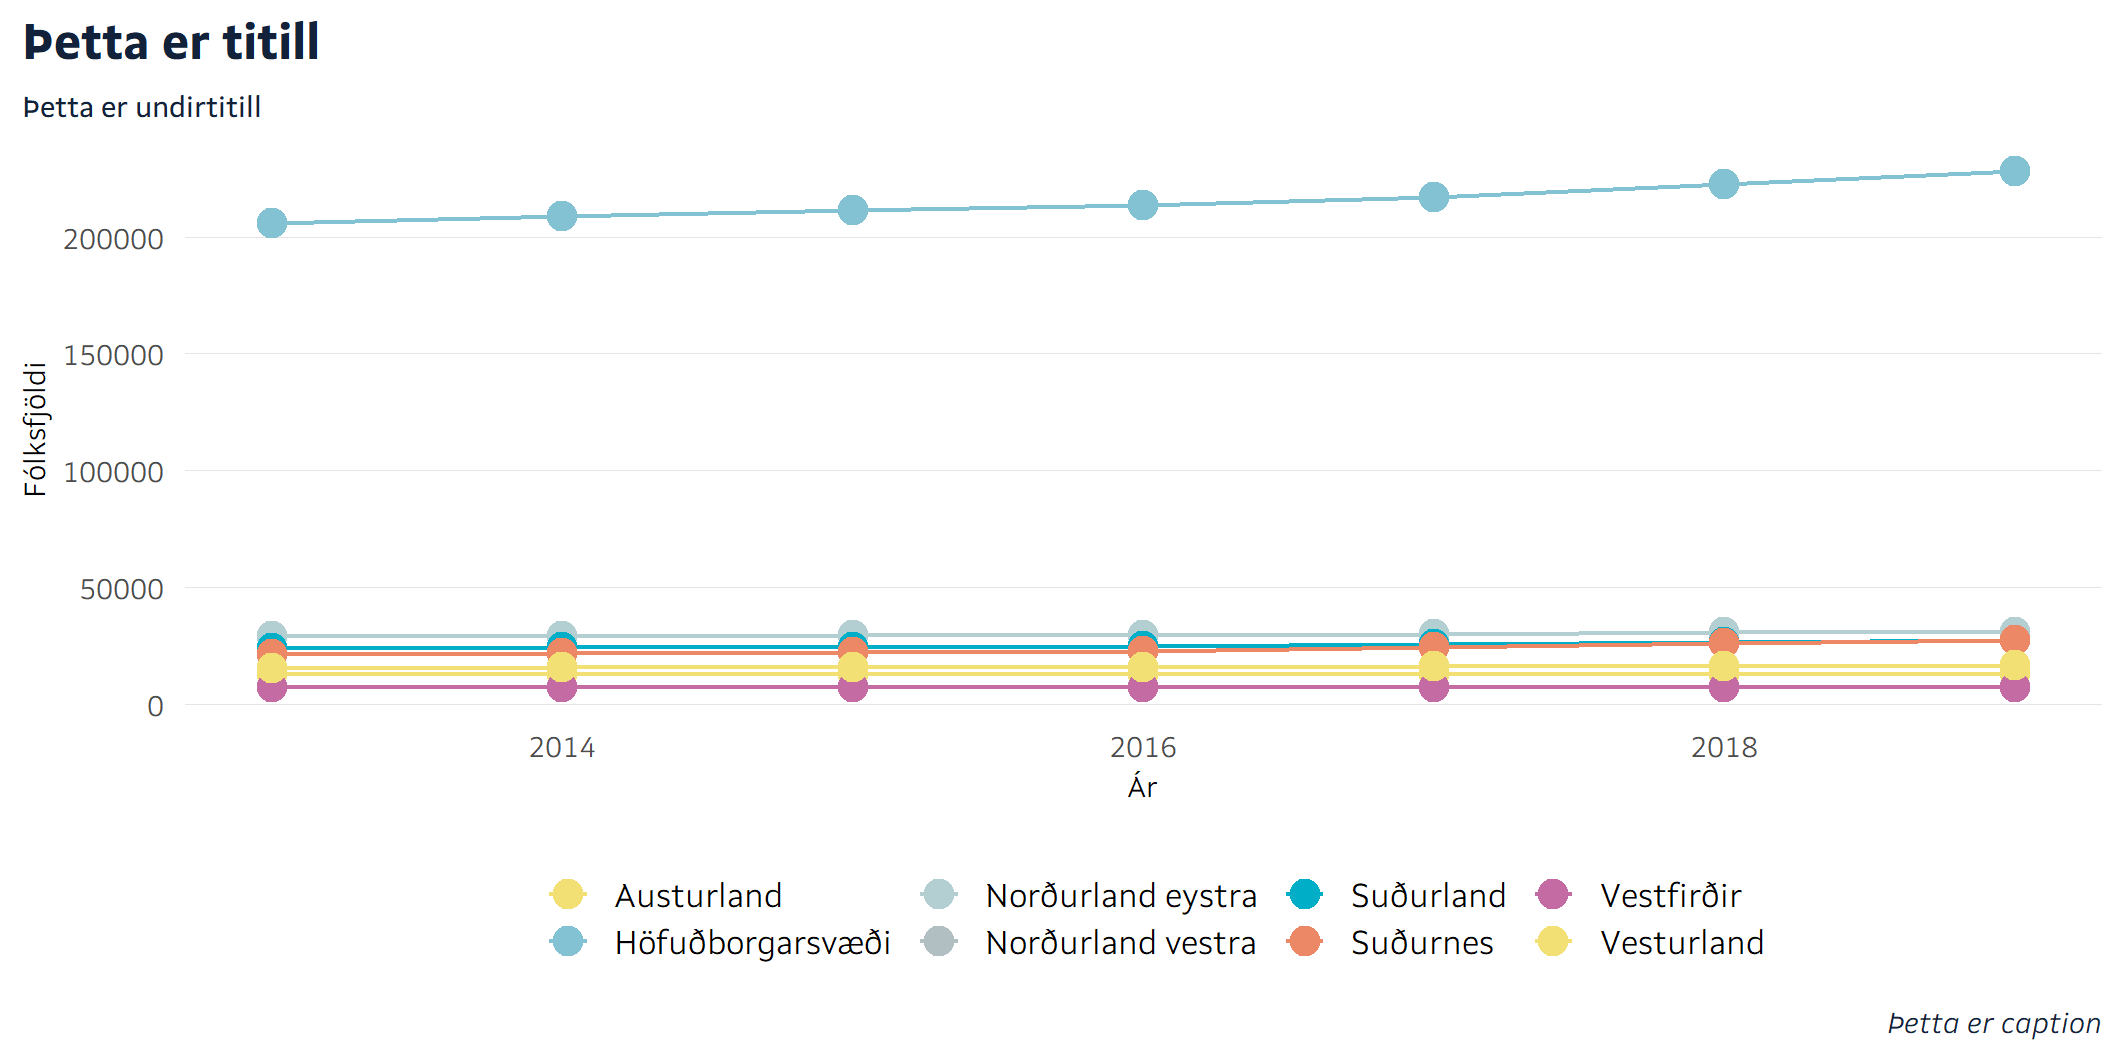 Þetta er titill
Þetta er undirtitill
Fólksfjöldi
200000
150000
100000
50000
0
2014 2016 2018
Ár
Austurland Norðurland eystra Suðurland Vestfirðir
Höfuðborgarsvæði Norðurland vestra Suðurnes Vesturland
Þetta er caption